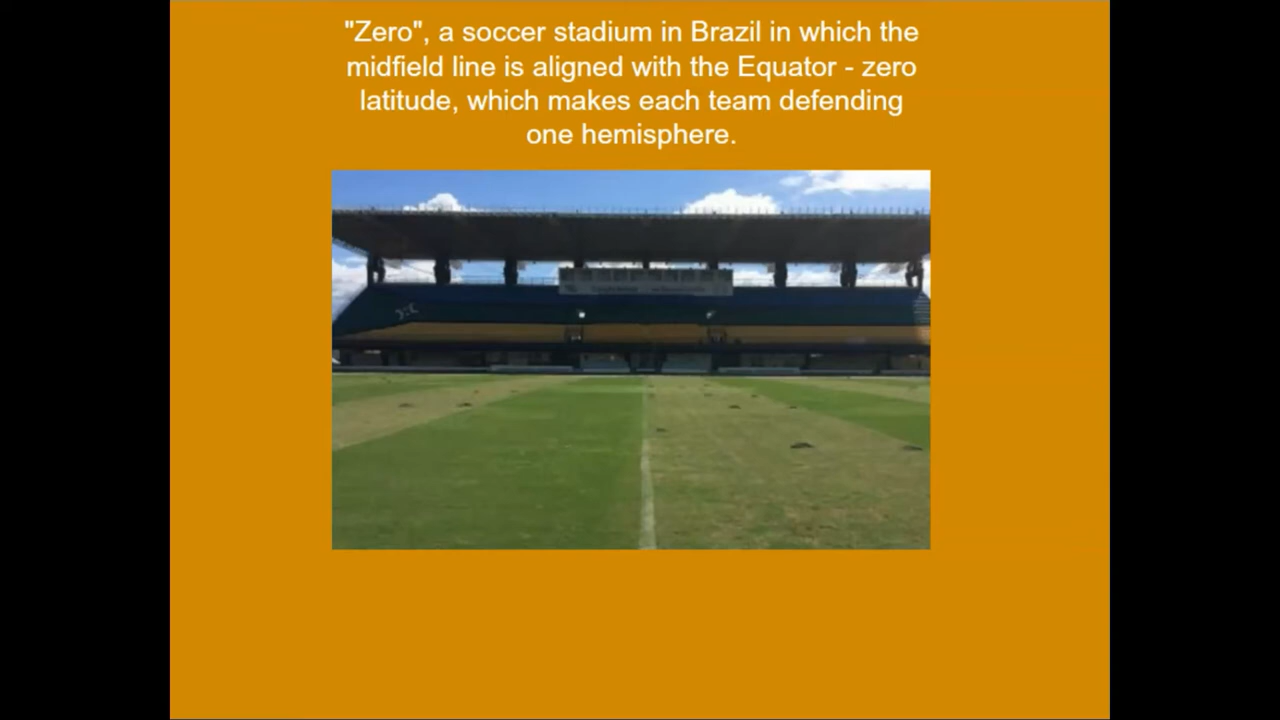 "Zero", a soccer stadium in Brazil in which the
midfield line is aligned with the Equator - zero
latitude, which makes each team defending
one hemisphere.